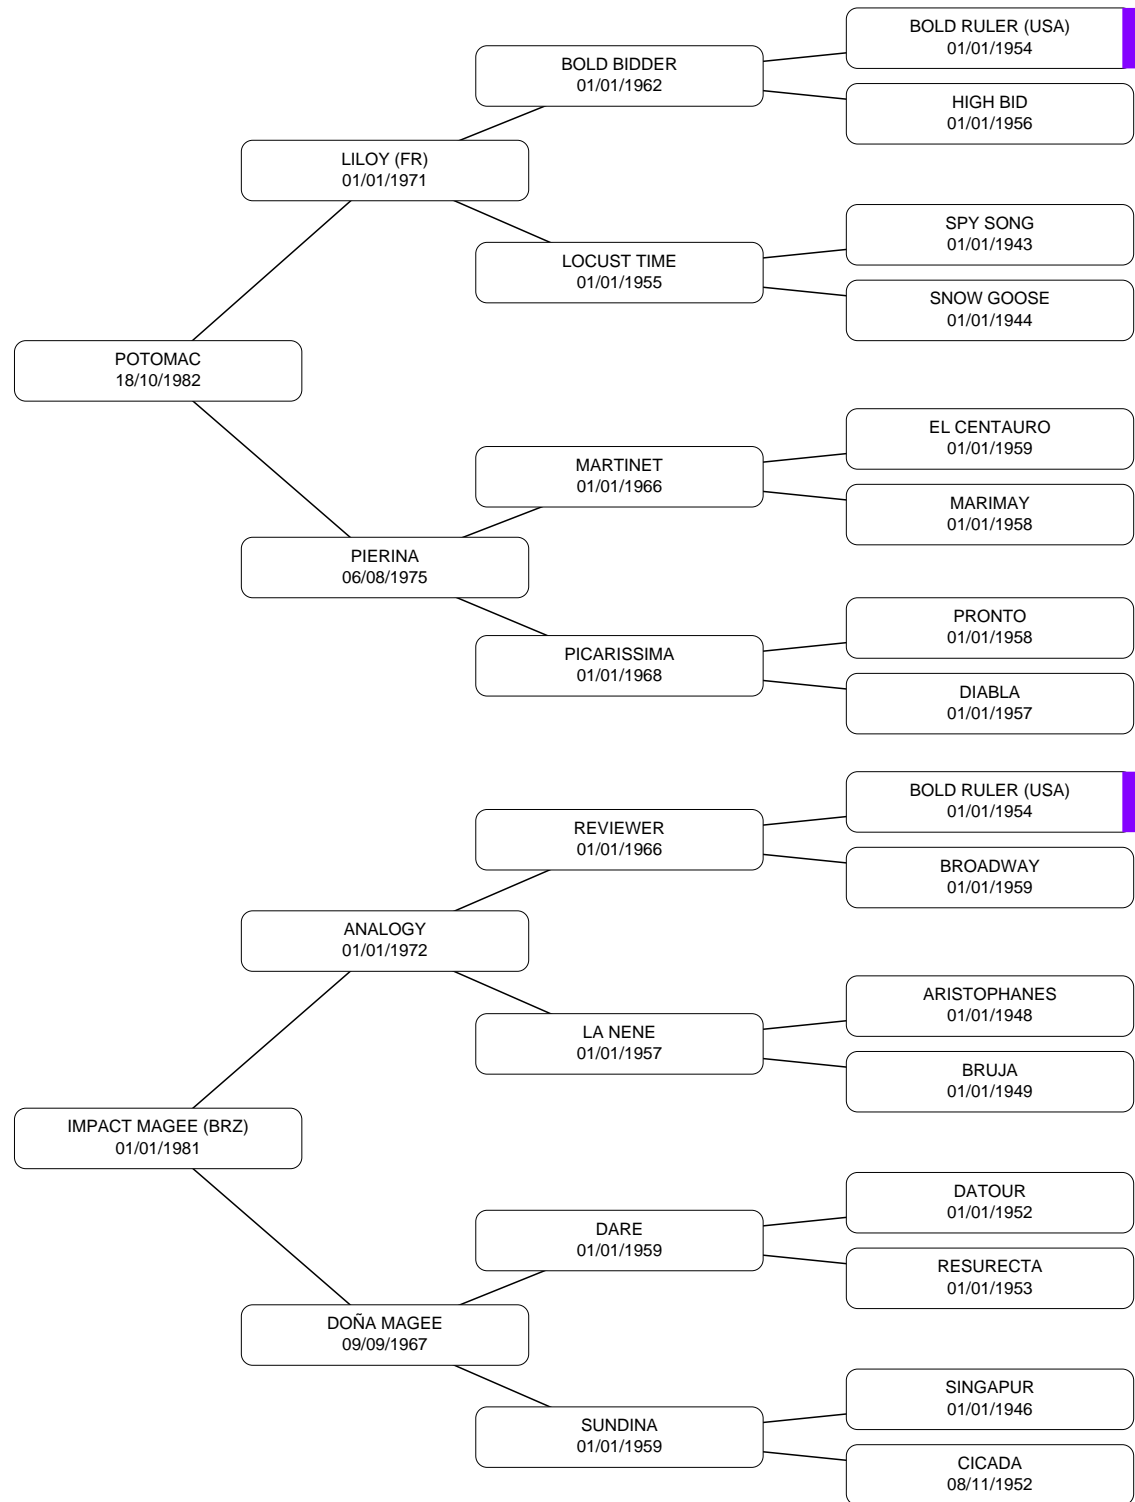 BOLD RULER (USA)
01/01/1954
BOLD BIDDER
01/01/1962
HIGH BID
01/01/1956
LILOY (FR)
01/01/1971
SPY SONG
01/01/1943
LOCUST TIME
01/01/1955
SNOW GOOSE
01/01/1944
POTOMAC
18/10/1982
EL CENTAURO
01/01/1959
MARTINET
01/01/1966
MARIMAY
01/01/1958
PIERINA
06/08/1975
PRONTO
01/01/1958
PICARISSIMA
01/01/1968
DIABLA
01/01/1957
BOLD RULER (USA)
01/01/1954
REVIEWER
01/01/1966
BROADWAY
01/01/1959
ANALOGY
01/01/1972
ARISTOPHANES
01/01/1948
LA NENE
01/01/1957
BRUJA
01/01/1949
IMPACT MAGEE (BRZ)
01/01/1981
DATOUR
01/01/1952
DARE
01/01/1959
RESURECTA
01/01/1953
DOÑA MAGEE
09/09/1967
SINGAPUR
01/01/1946
SUNDINA
01/01/1959
CICADA
08/11/1952